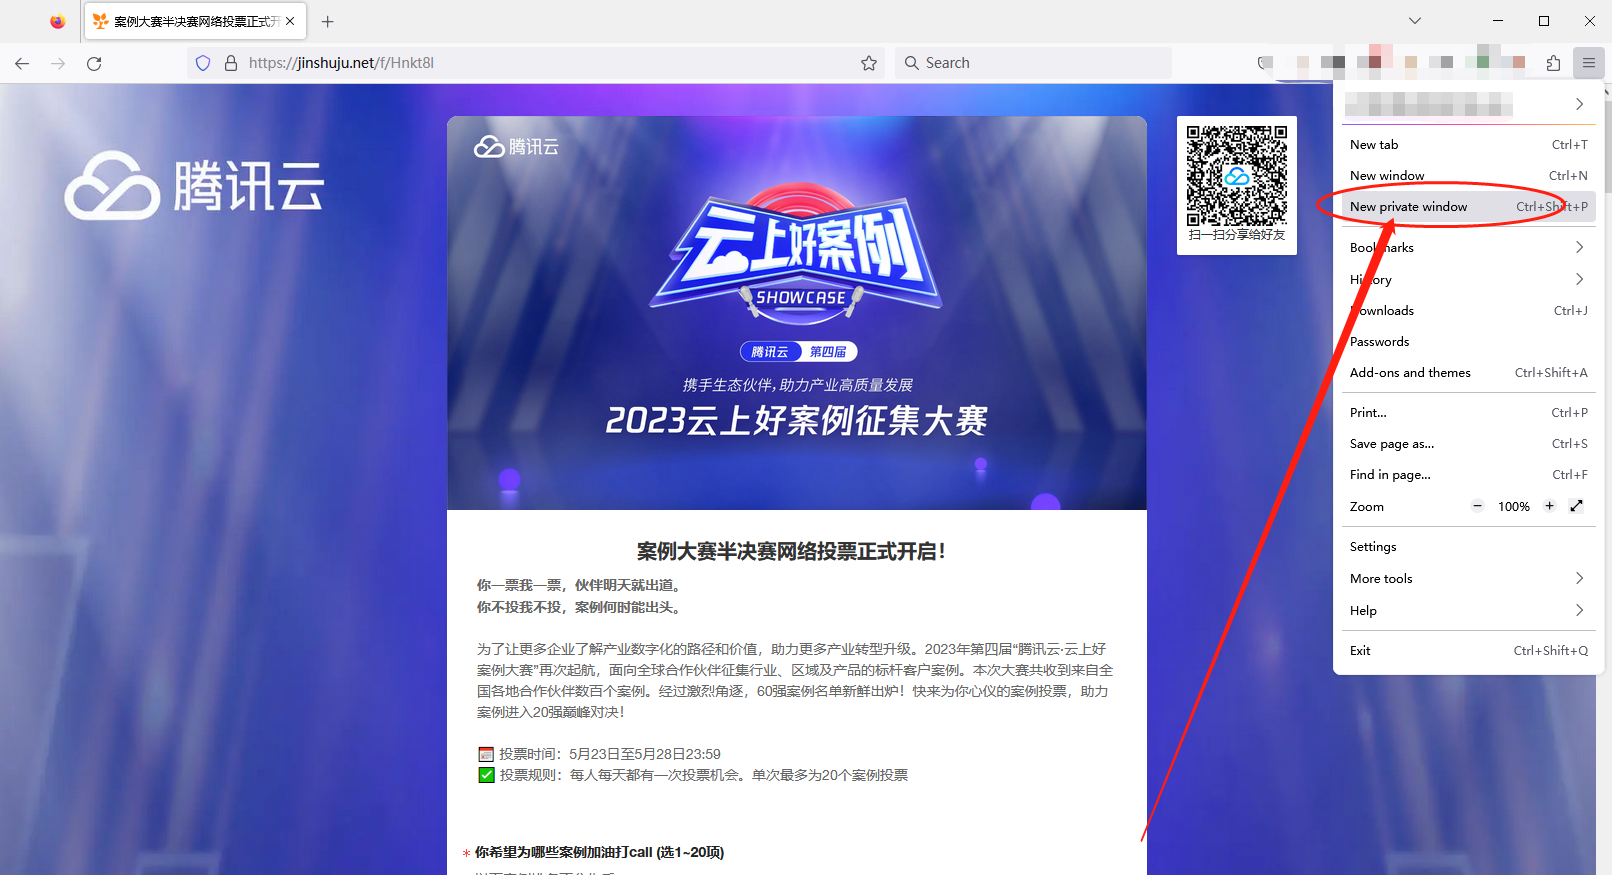 案例大赛半决赛网络投票正式开
https://jinshuju.net/f/Hnkt8l
Search
腾讯云
腾讯云
云上好案例
SHOWCASE
腾讯云 第四届
携手生态伙伴,助力产业高质量发展
2023云上好案例征集大赛
扫一扫分享给好友
案例大赛半决赛网络投票正式开启！
你一票我一票，伙伴明天就出道。
你不投我不投，案例何时能出头。
为了让更多企业了解产业数字化的路径和价值，助力更多产业转型升级。2023年第四届“腾讯云·云上好
案例大赛”再次起航，面向全球合作伙伴征集行业、区域及产品的标杆客户案例。本次大赛共收到来自全
国各地合作伙伴数百个案例。经过激烈角逐，60强案例名单新鲜出炉！快来为你心仪的案例投票，助力
案例进入20强巅峰对决！
投票时间：5月23日至5月28日23:59
投票规则：每人每天都有一次投票机会。单次最多为20个案例投票
* 你希望为哪些案例加油打call (选1~20项)
New tab Ctrl+T
New window Ctrl+N
New private window Ctrl+Shift+P
Bookmarks
History
Downloads Ctrl+J
Passwords
Add-ons and themes Ctrl+Shift+A
Print... Ctrl+P
Save page as... Ctrl+S
Find in page... Ctrl+F
Zoom − 100% +
Settings
More tools
Help
Exit Ctrl+Shift+Q